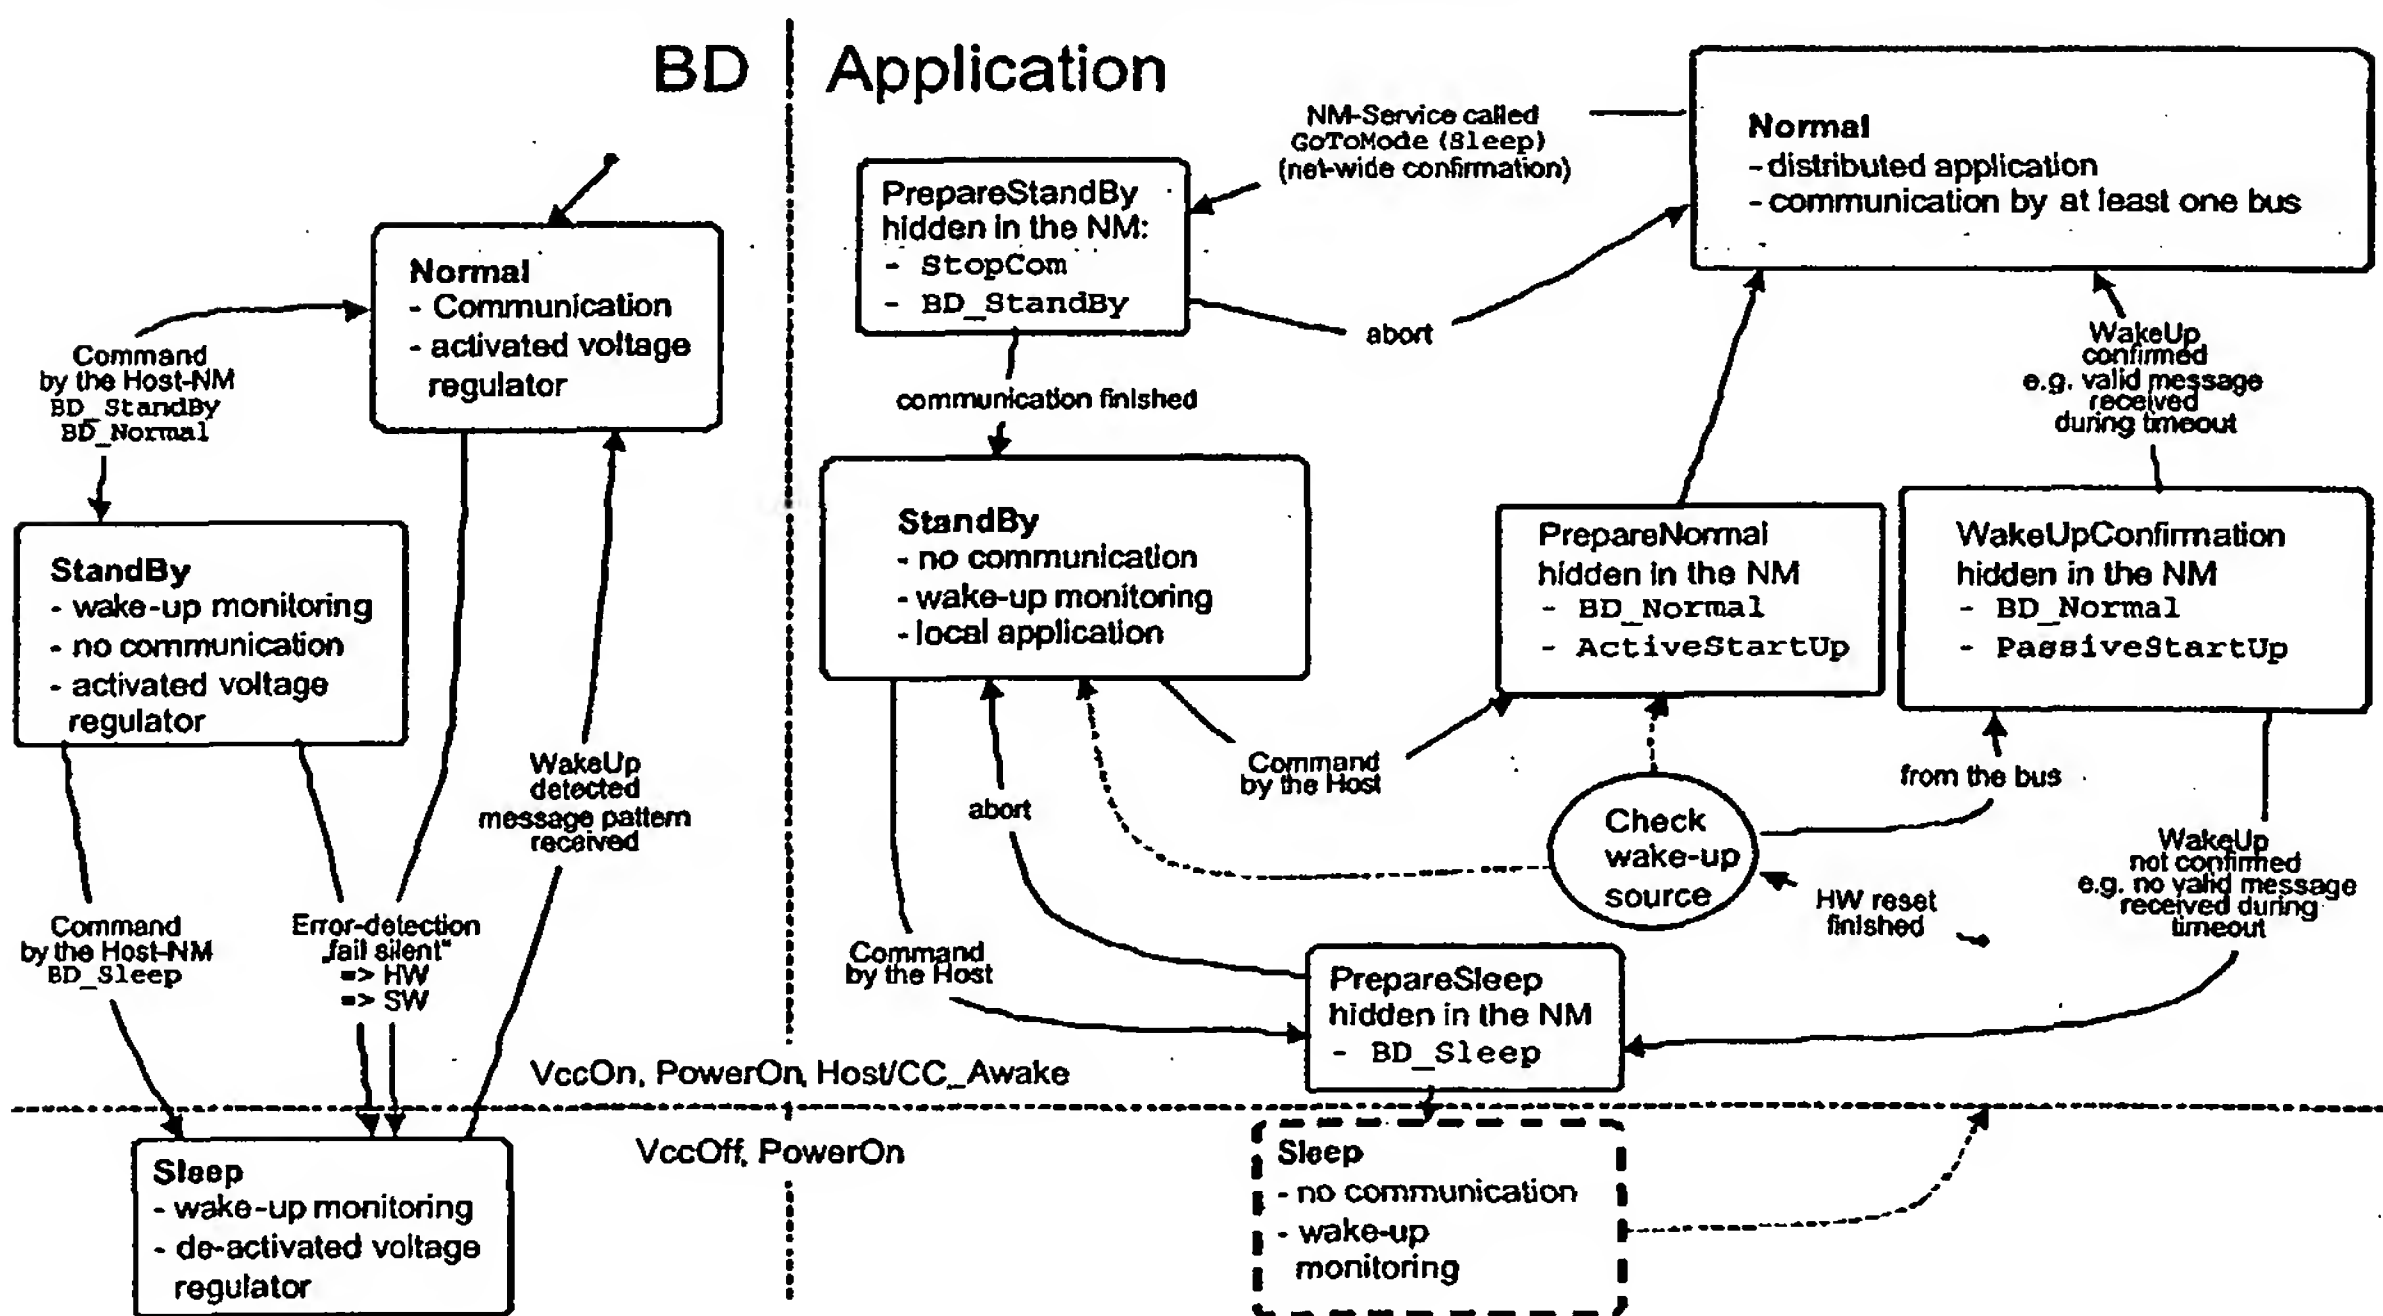 BD
Application
Normal
- Communication
- activated voltage
regulator
Command
by the Host-NM
BD_StandBy
BD_Normal
StandBy
- wake-up monitoring
- no communication
- activated voltage
regulator
WakeUp
detected
message pattern
received
Command
by the Host-NM
BD_Sleep
Error-detection
„fail silent“
=> HW
=> SW
Sleep
- wake-up monitoring
- de-activated voltage
regulator
VccOn, PowerOn, Host/CC_Awake
VccOff, PowerOn
NM-Service called
GoToMode (Sleep)
(net-wide confirmation)
Normal
- distributed application
- communication by at least one bus
PrepareStandBy
hidden in the NM:
- StopCom
- BD_StandBy
abort
communication finished
WakeUp
confirmed
e.g. valid message
received
during timeout
StandBy
- no communication
- wake-up monitoring
- local application
PrepareNormal
hidden in the NM
- BD_Normal
- ActiveStartUp
WakeUpConfirmation
hidden in the NM
- BD_Normal
- PassiveStartUp
Command
by the Host
abort
from the bus
Check
wake-up
source
HW reset
finished
WakeUp
not confirmed
e.g. no valid message
received during
timeout
Command
by the Host
PrepareSleep
hidden in the NM
- BD_Sleep
Sleep
- no communication
- wake-up
monitoring